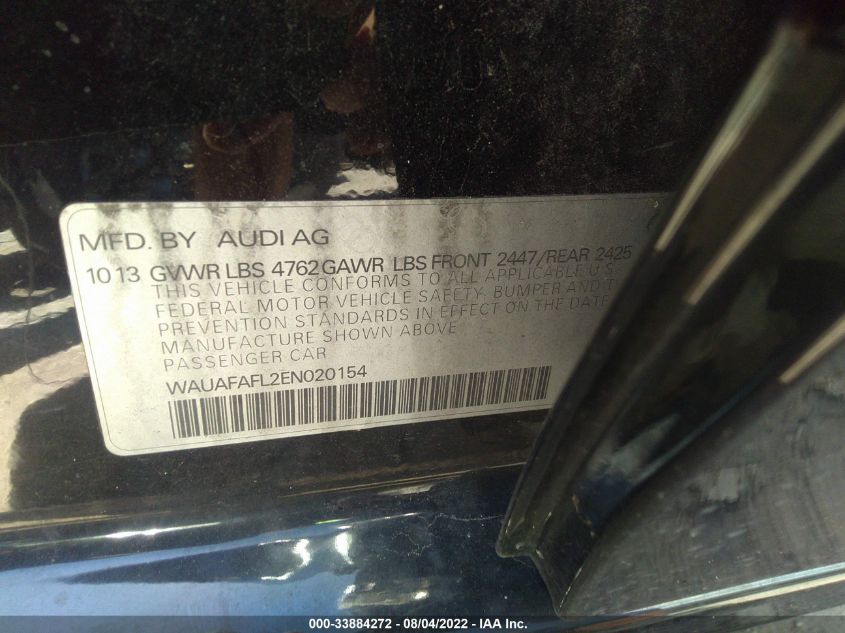 MFD. BY AUDI AG
10 13 GVWR LBS 4762 GAWR LBS FRONT 2447/REAR 2425
THIS VEHICLE CONFORMS TO ALL APPLICABLE U S
FEDERAL MOTOR VEHICLE SAFETY, BUMPER AND T
PREVENTION STANDARDS IN EFFECT ON THE DATE
MANUFACTURE SHOWN ABOVE
PASSENGER CAR
WAUAFAFL2EN020154
000-33884272 - 08/04/2022 - IAA Inc.